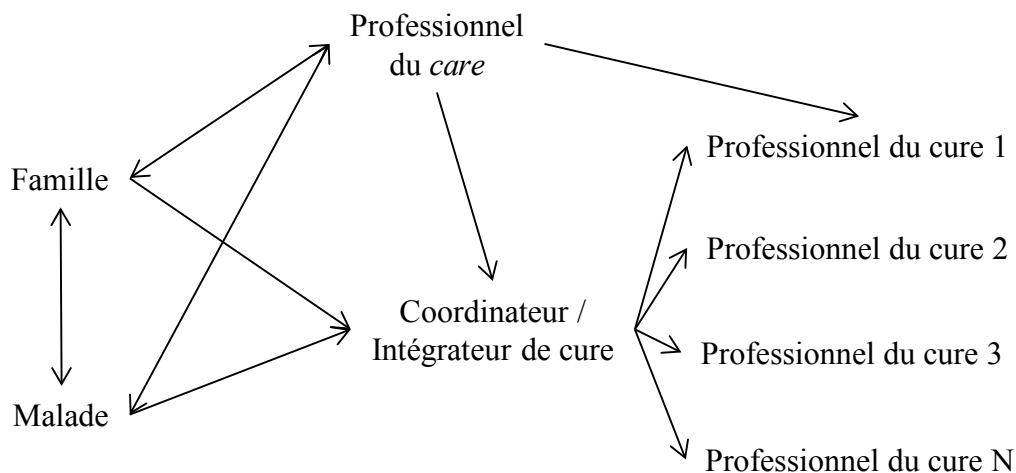 Professionnel
du care
Professionnel du cure 1
Famille
Professionnel du cure 2
Coordinateur /
Intégrateur de cure
Professionnel du cure 3
Malade
Professionnel du cure N